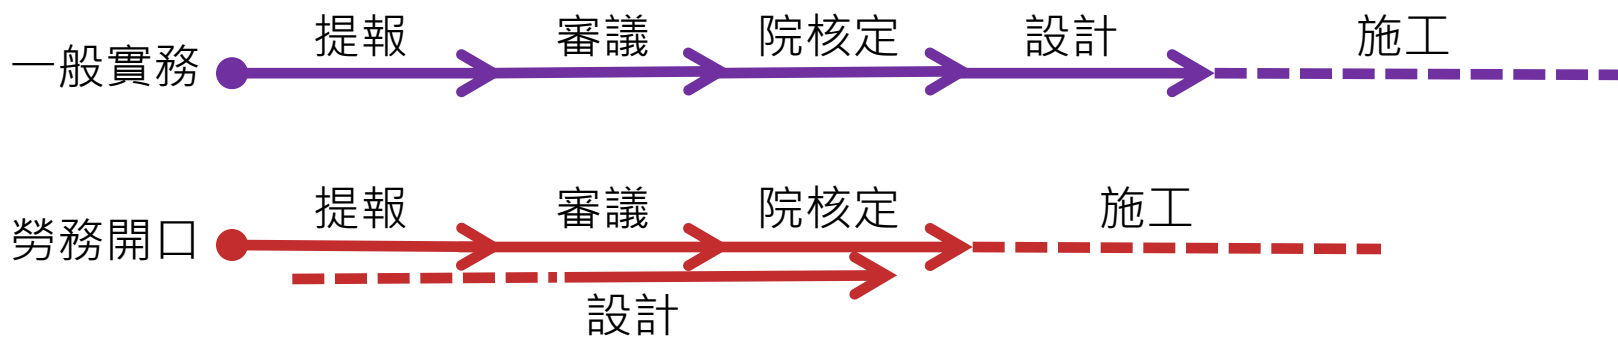 一般實務 提報 審議 院核定 設計 施工
勞務開口 提報 審議 院核定 施工
設計